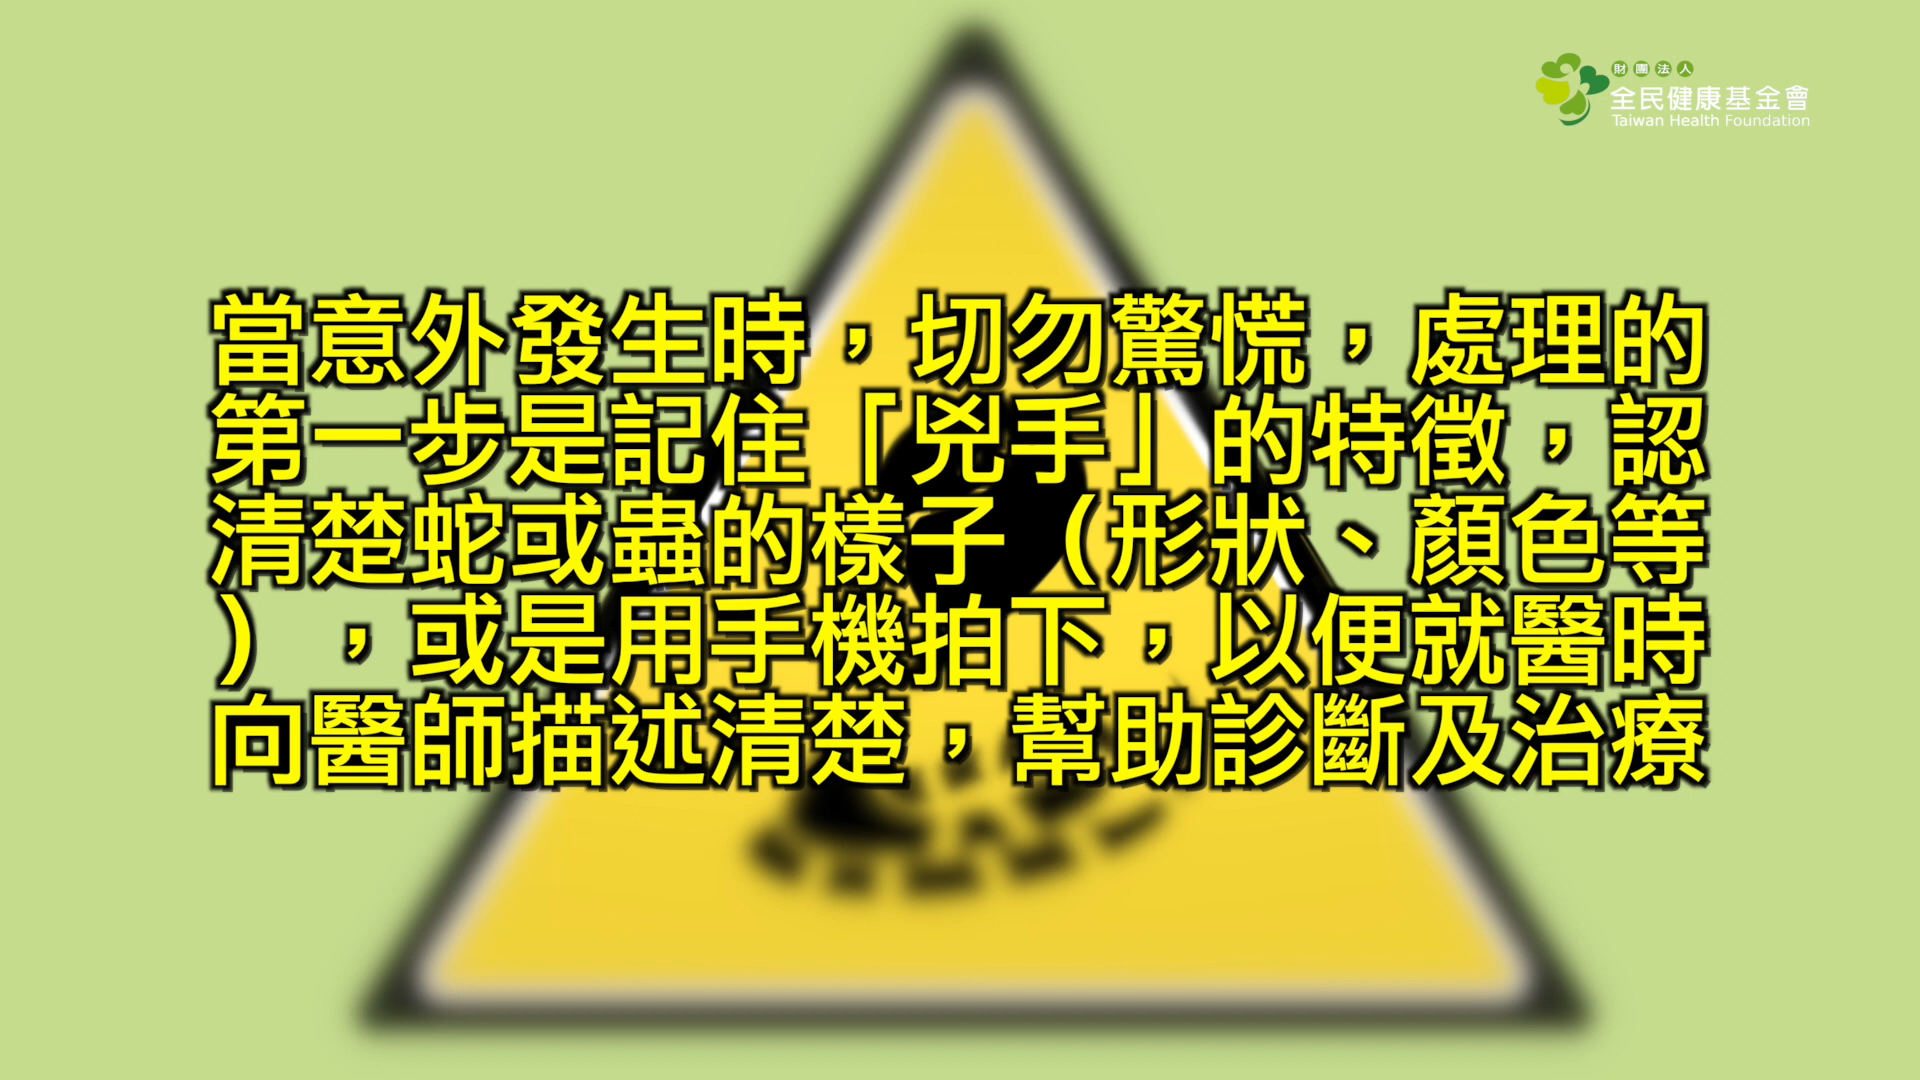 財團法人
全民健康基金會
Taiwan Health Foundation
當意外發生時，切勿驚慌，處理的
第一步是記住「兇手」的特徵，認
清楚蛇或蟲的樣子（形狀、顏色等
），或是用手機拍下，以便就醫時
向醫師描述清楚，幫助診斷及治療